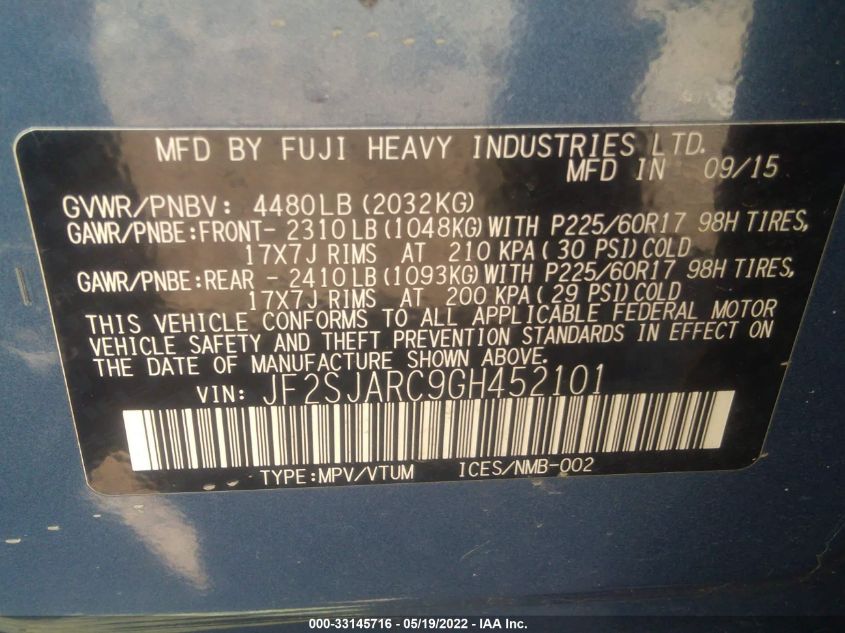 MFD BY FUJI HEAVY INDUSTRIES LTD.
MFD IN 09/15
GVWR/PNBV: 4480LB (2032KG)
GAWR/PNBE:FRONT- 2310LB (1048KG) WITH P225/60R17 98H TIRES,
17X7J RIMS AT 210 KPA ( 30 PSI) COLD
GAWR/PNBE:REAR - 2410LB (1093KG) WITH P225/60R17 98H TIRES,
17X7J RIMS AT 200 KPA ( 29 PSI) COLD
THIS VEHICLE CONFORMS TO ALL APPLICABLE FEDERAL MOTOR
VEHICLE SAFETY AND THEFT PREVENTION STANDARDS IN EFFECT ON
THE DATE OF MANUFACTURE SHOWN ABOVE.
VIN: JF2SJARC9GH452101
TYPE:MPV/VTUM ICES/NMB-002
000-33145716 - 05/19/2022 - IAA Inc.